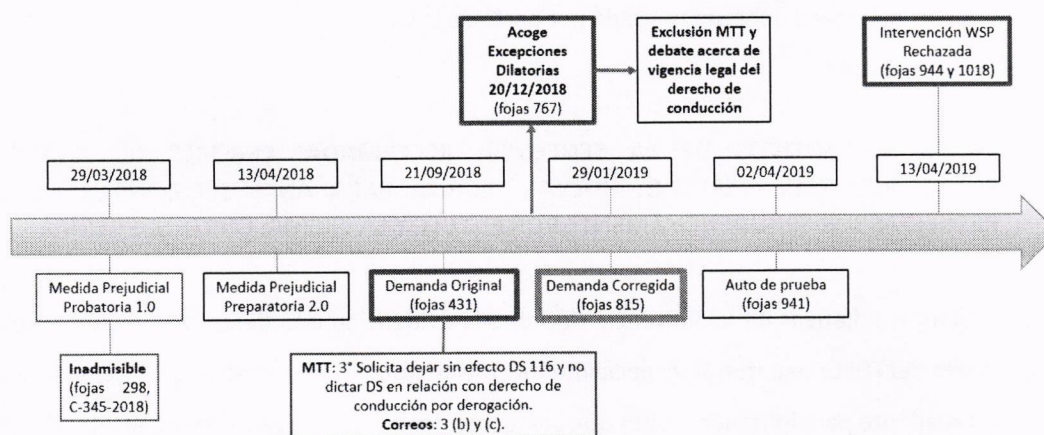 Acoge
Excepciones
Dilatorias
20/12/2018
(fojas 767)
Exclusión MTT y
debate acerca de
vigencia legal del
derecho de
conducción
Intervención WSP
Rechazada
(fojas 944 y 1018)
29/03/2018
13/04/2018
21/09/2018
29/01/2019
02/04/2019
13/04/2019
Medida Prejudicial
Probatoria 1.0
Medida Prejudicial
Preparatoria 2.0
Demanda Original
(fojas 431)
Demanda Corregida
(fojas 815)
Auto de prueba
(fojas 941)
Inadmisible
(fojas 298,
C-345-2018)
MTT: 3° Solicita dejar sin efecto DS 116 y no
dictar DS en relación con derecho de
conducción por derogación.
Correos: 3 (b) y (c).